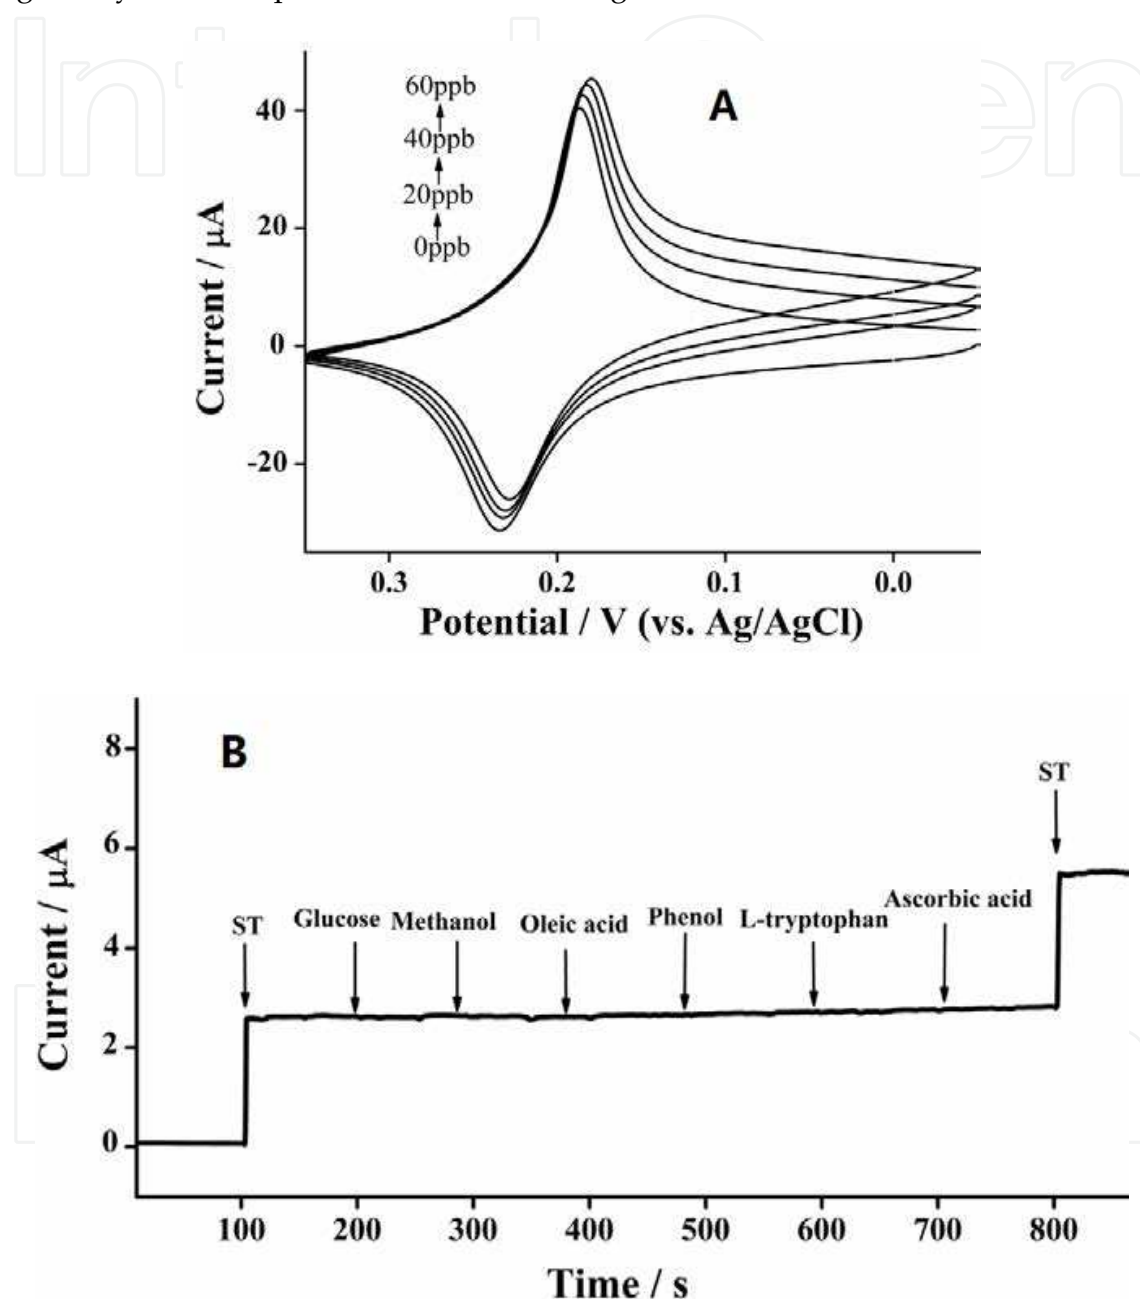 60ppb
A
40
40ppb
20ppb
20
0ppb
0
-20
Current / μA
0.3 0.2 0.1 0.0
Potential / V (vs. Ag/AgCl)
8
B
ST
6
Ascorbic acid
ST Glucose Methanol Oleic acid Phenol L-tryptophan
4
2
0
Current / μA
100 200 300 400 500 600 700 800
Time / s